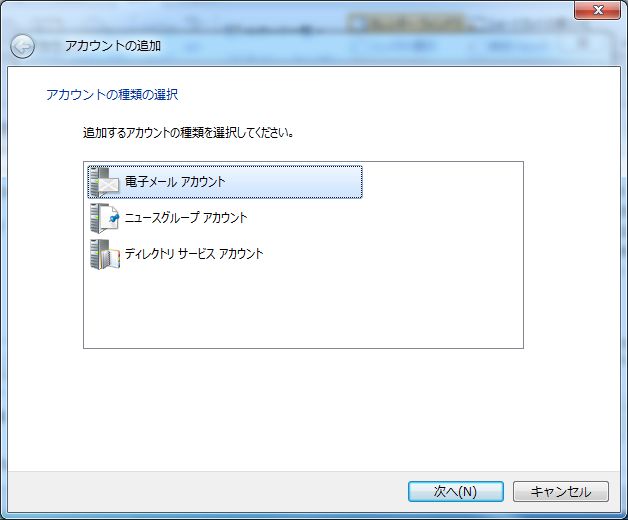 アカウントの追加
アカウントの種類の選択
追加するアカウントの種類を選択してください。
電子メール アカウント
ニュースグループ アカウント
ディレクトリ サービス アカウント
次へ(N)
キャンセル